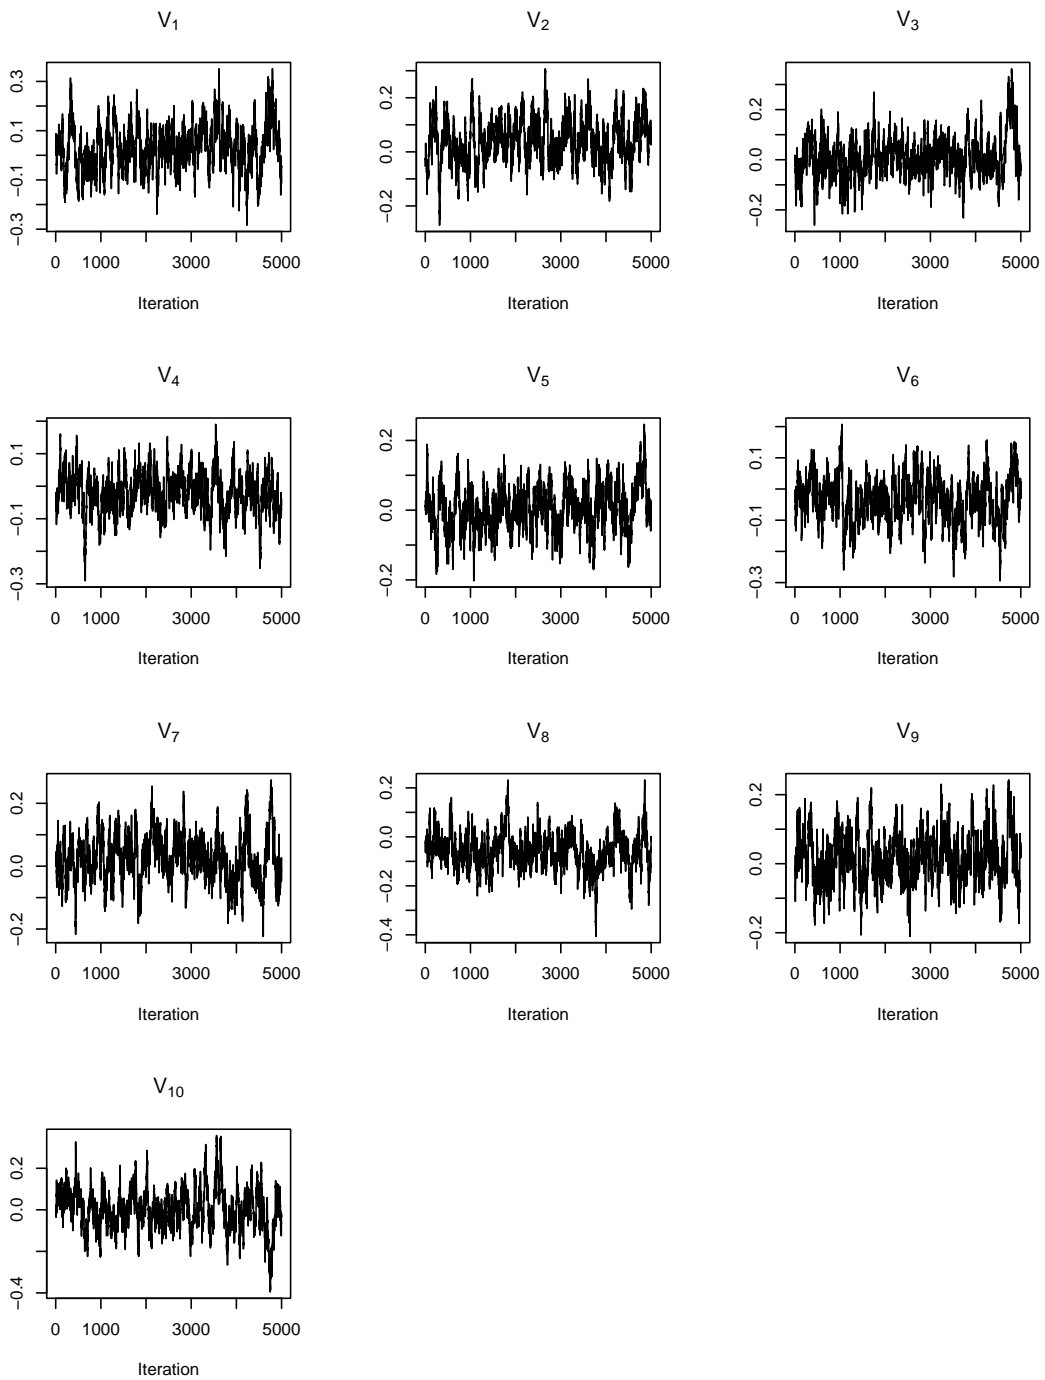 V₁ V₂ V₃
0.3 0.1 −0.1 −0.3
0.2 0.0 −0.2
0.2 0.0 −0.2
0 1000 3000 5000 0 1000 3000 5000 0 1000 3000 5000
Iteration Iteration Iteration
V₄ V₅ V₆
0.1 −0.1 −0.3
0.2 0.0 −0.2
0.1 −0.1 −0.3
0 1000 3000 5000 0 1000 3000 5000 0 1000 3000 5000
Iteration Iteration Iteration
V₇ V₈ V₉
0.2 0.0 −0.2
0.2 0.0 −0.2 −0.4
0.2 0.0 −0.2
0 1000 3000 5000 0 1000 3000 5000 0 1000 3000 5000
Iteration Iteration Iteration
V₁₀
0.2 0.0 −0.4
0 1000 3000 5000
Iteration